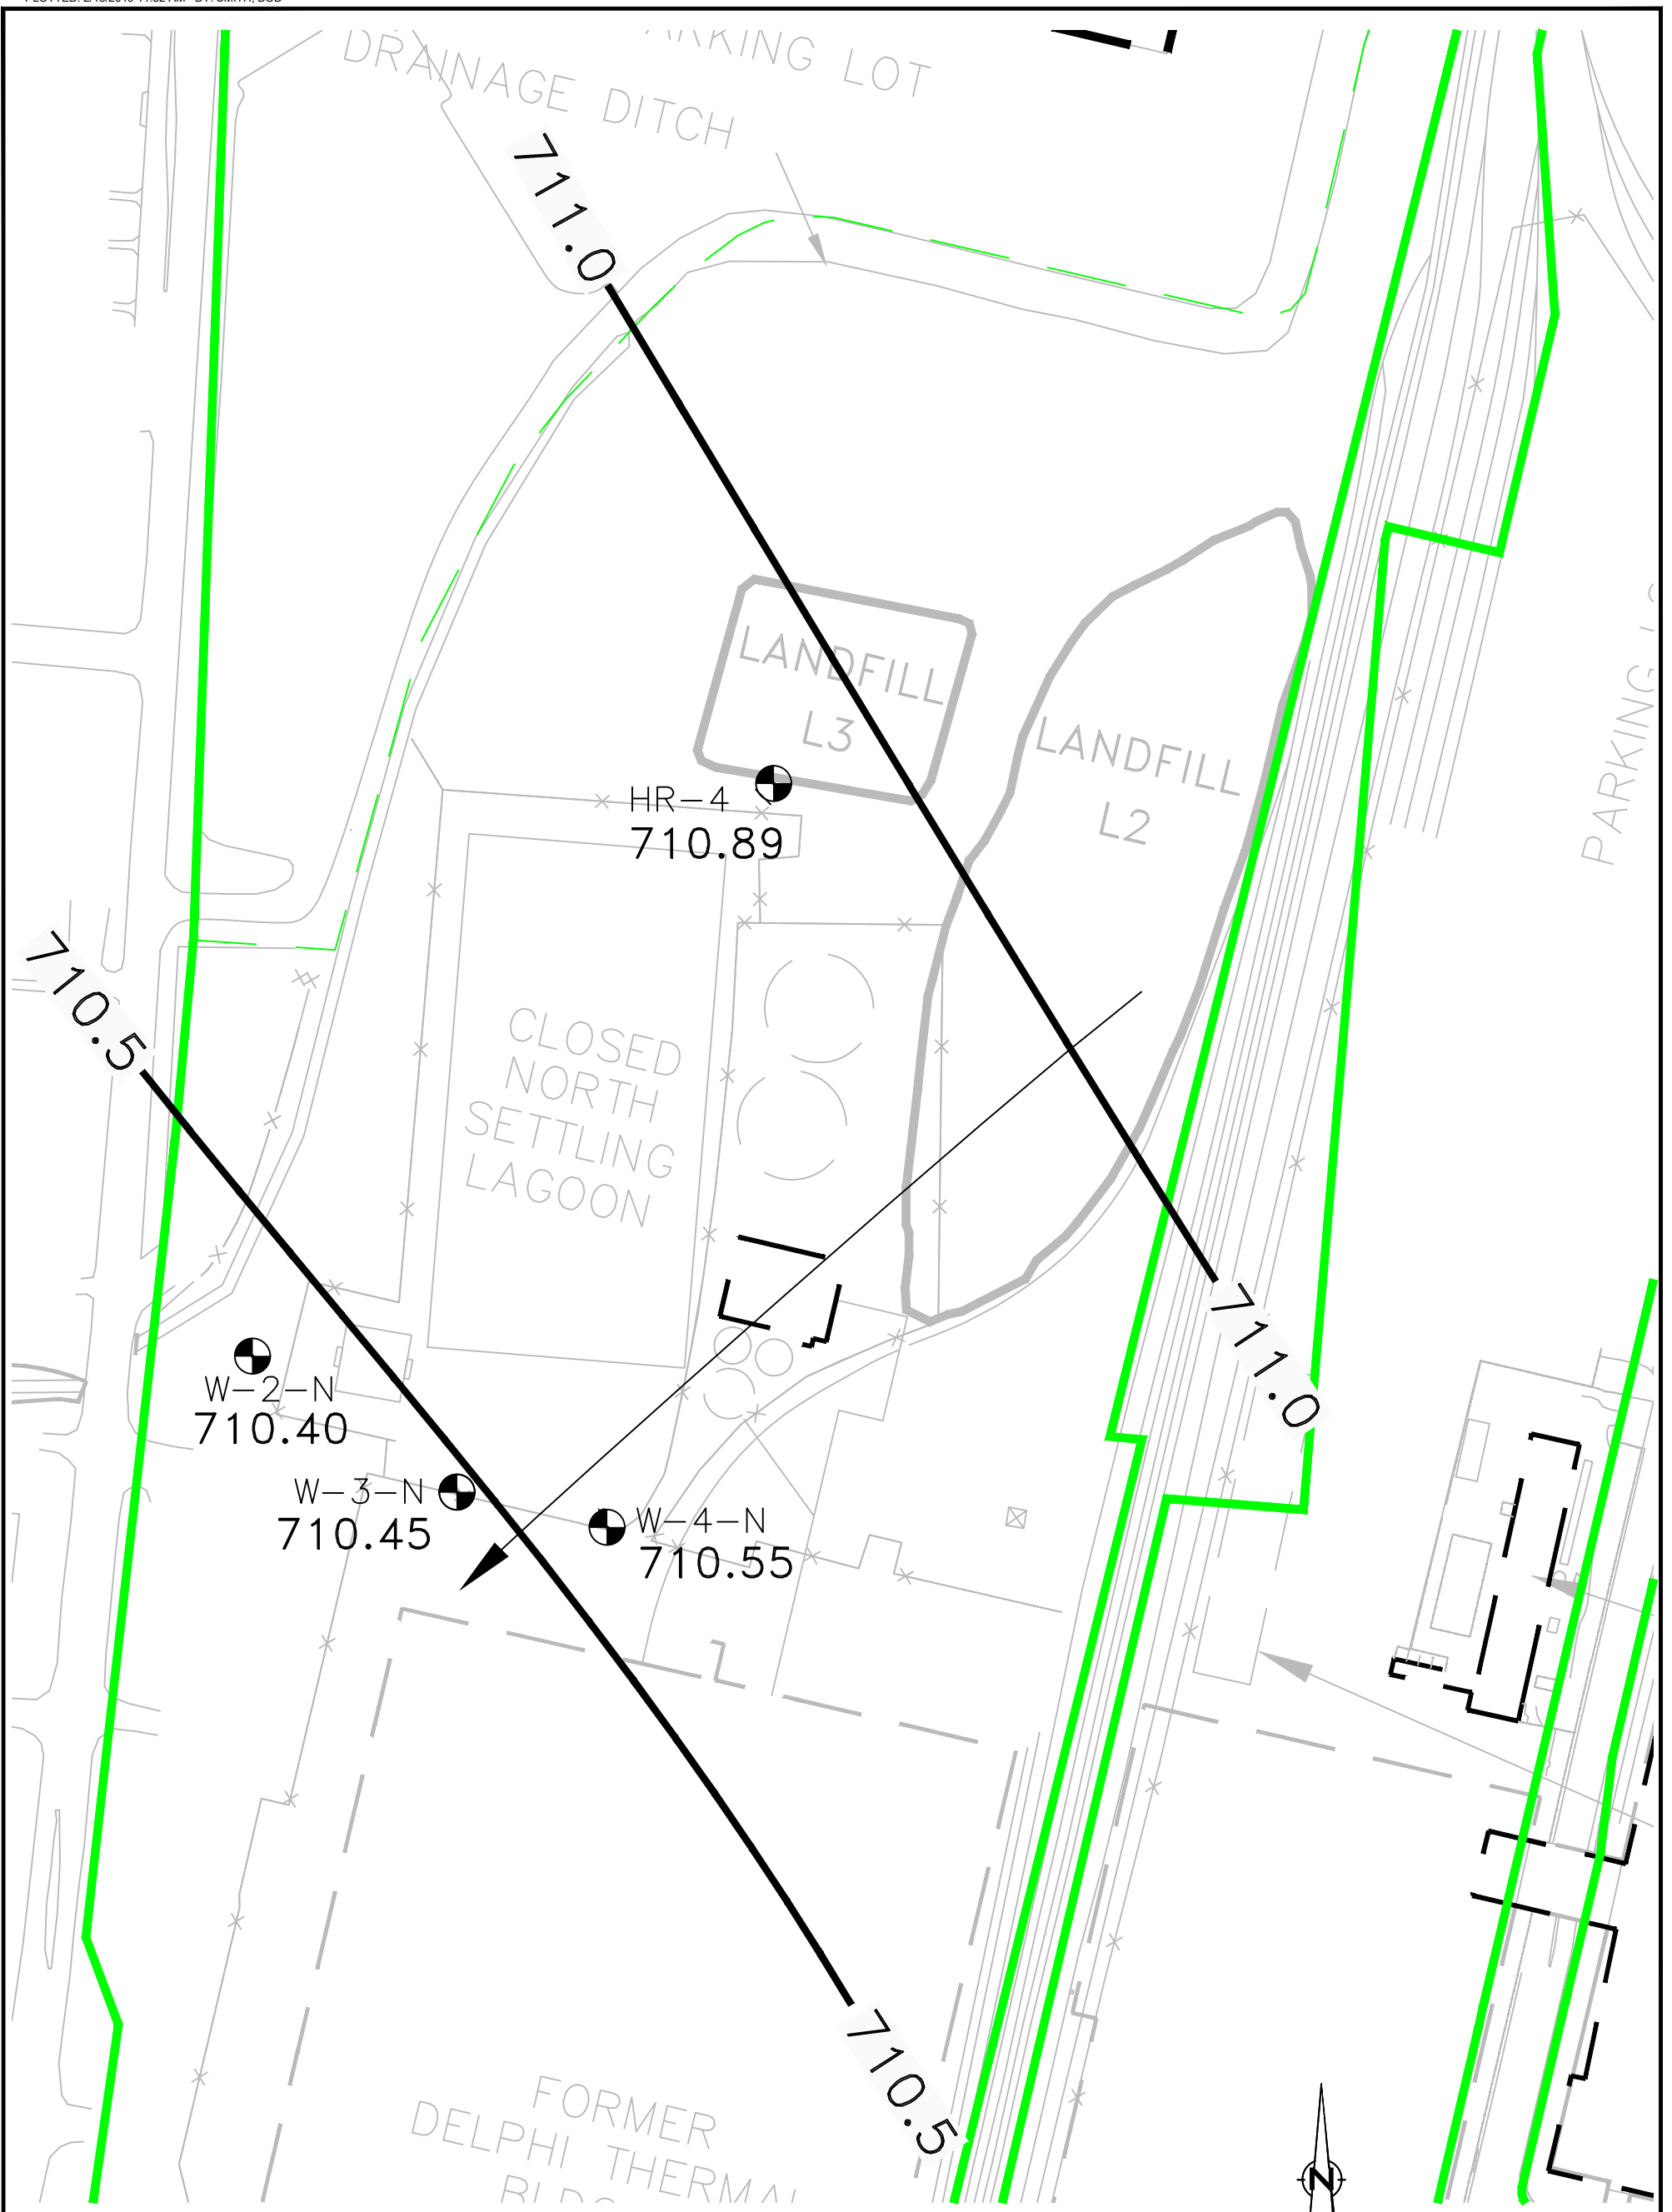 LOT
DRAINAGE DITCH
711.0
LANDFILL
L3
LANDFILL
L2
PARKING
HR-4
710.89
710.5
CLOSED
NORTH
SETTLING
LAGOON
711.0
W-2-N
710.40
W-3-N
710.45
W-4-N
710.55
710.5
FORMER
DELPHI THERMAL
N